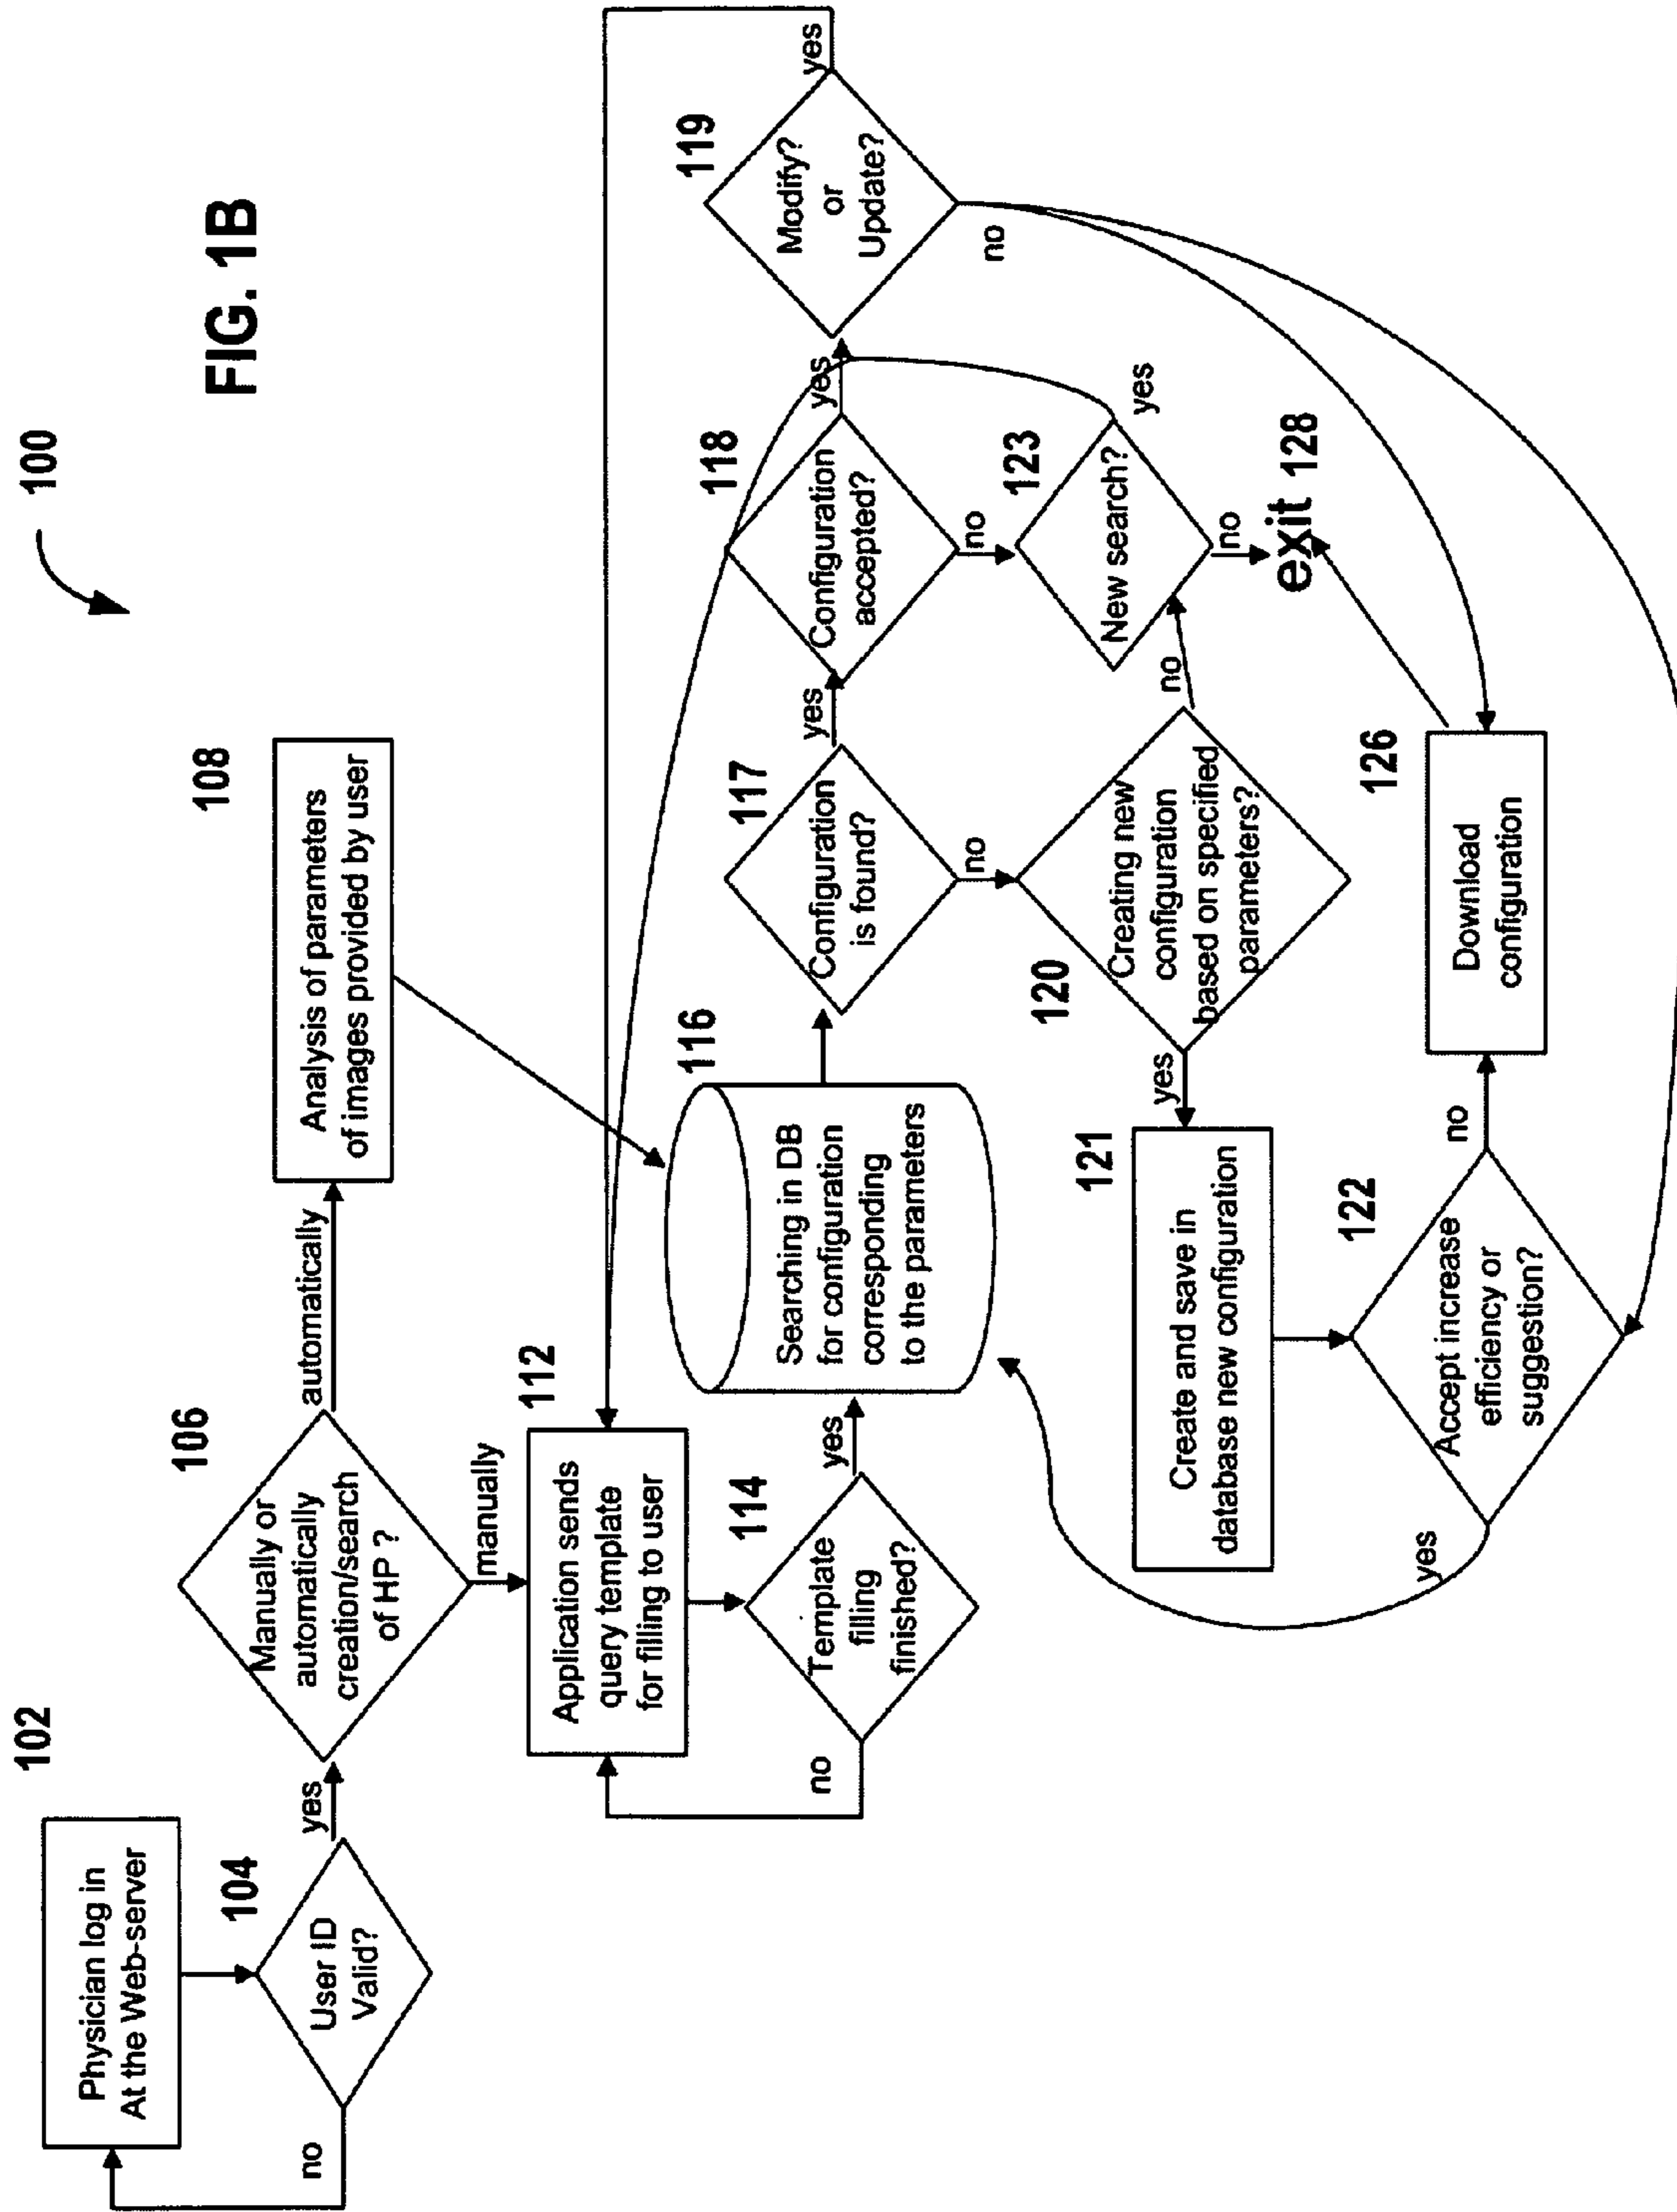 FIG. 1B
100
102
Physician log in
At the Web-server
104
User ID
Valid?
no
yes
106
Manually or
automatically
creation/search
of HP ?
automatically
manually
108
Analysis of parameters
of images provided by user
112
Application sends
query template
for filling to user
114
Template
filling
finished?
no
yes
116
Searching in DB
for configuration
corresponding
to the parameters
117
Configuration
is found?
yes
no
118
Configuration
accepted?
yes
no
119
Modify?
or
Update?
yes
no
120
Creating new
configuration
based on specified
parameters?
yes
no
121
Create and save in
database new configuration
122
Accept increase
efficiency or
suggestion?
yes
no
123
New search?
yes
no
126
Download
configuration
exit 128